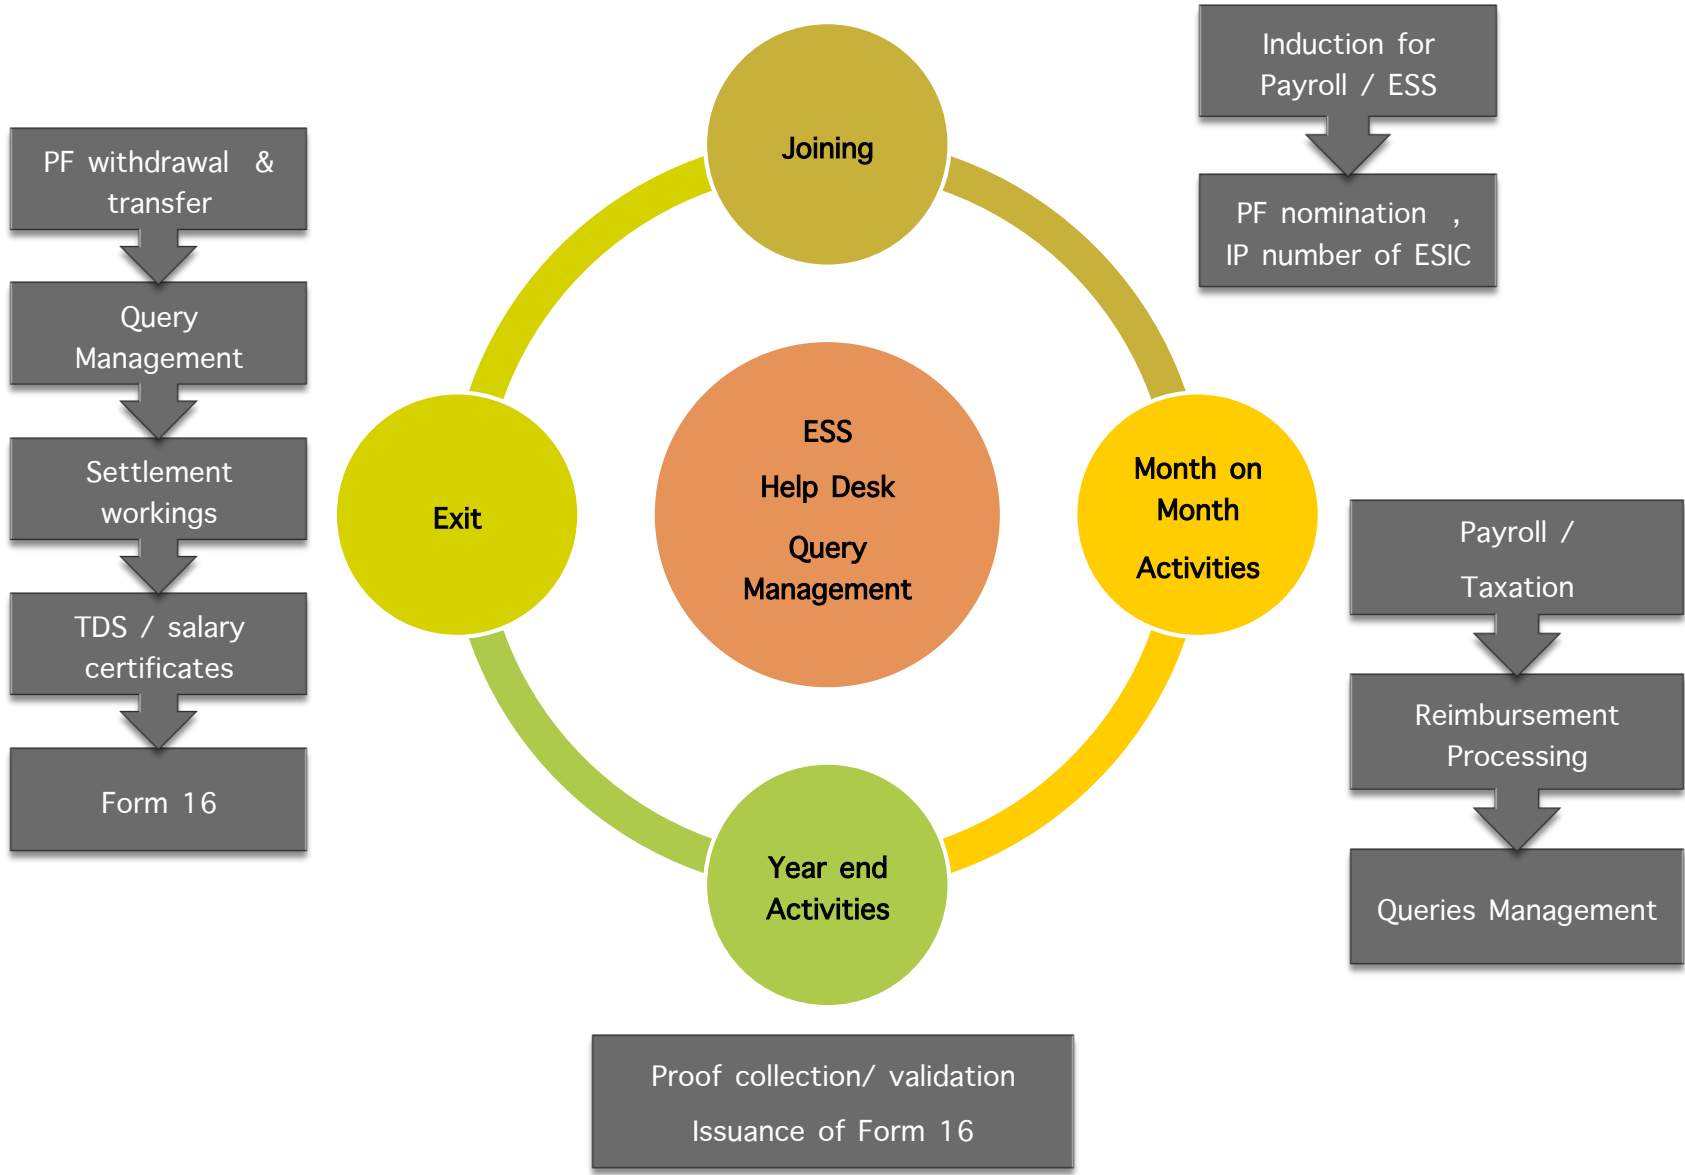 Joining
Induction for
Payroll / ESS
PF nomination ,
IP number of ESIC
PF withdrawal &
transfer
Query
Management
Settlement
workings
TDS / salary
certificates
Form 16
Exit
ESS
Help Desk
Query
Management
Month on
Month
Activities
Payroll /
Taxation
Reimbursement
Processing
Queries Management
Year end
Activities
Proof collection/ validation
Issuance of Form 16